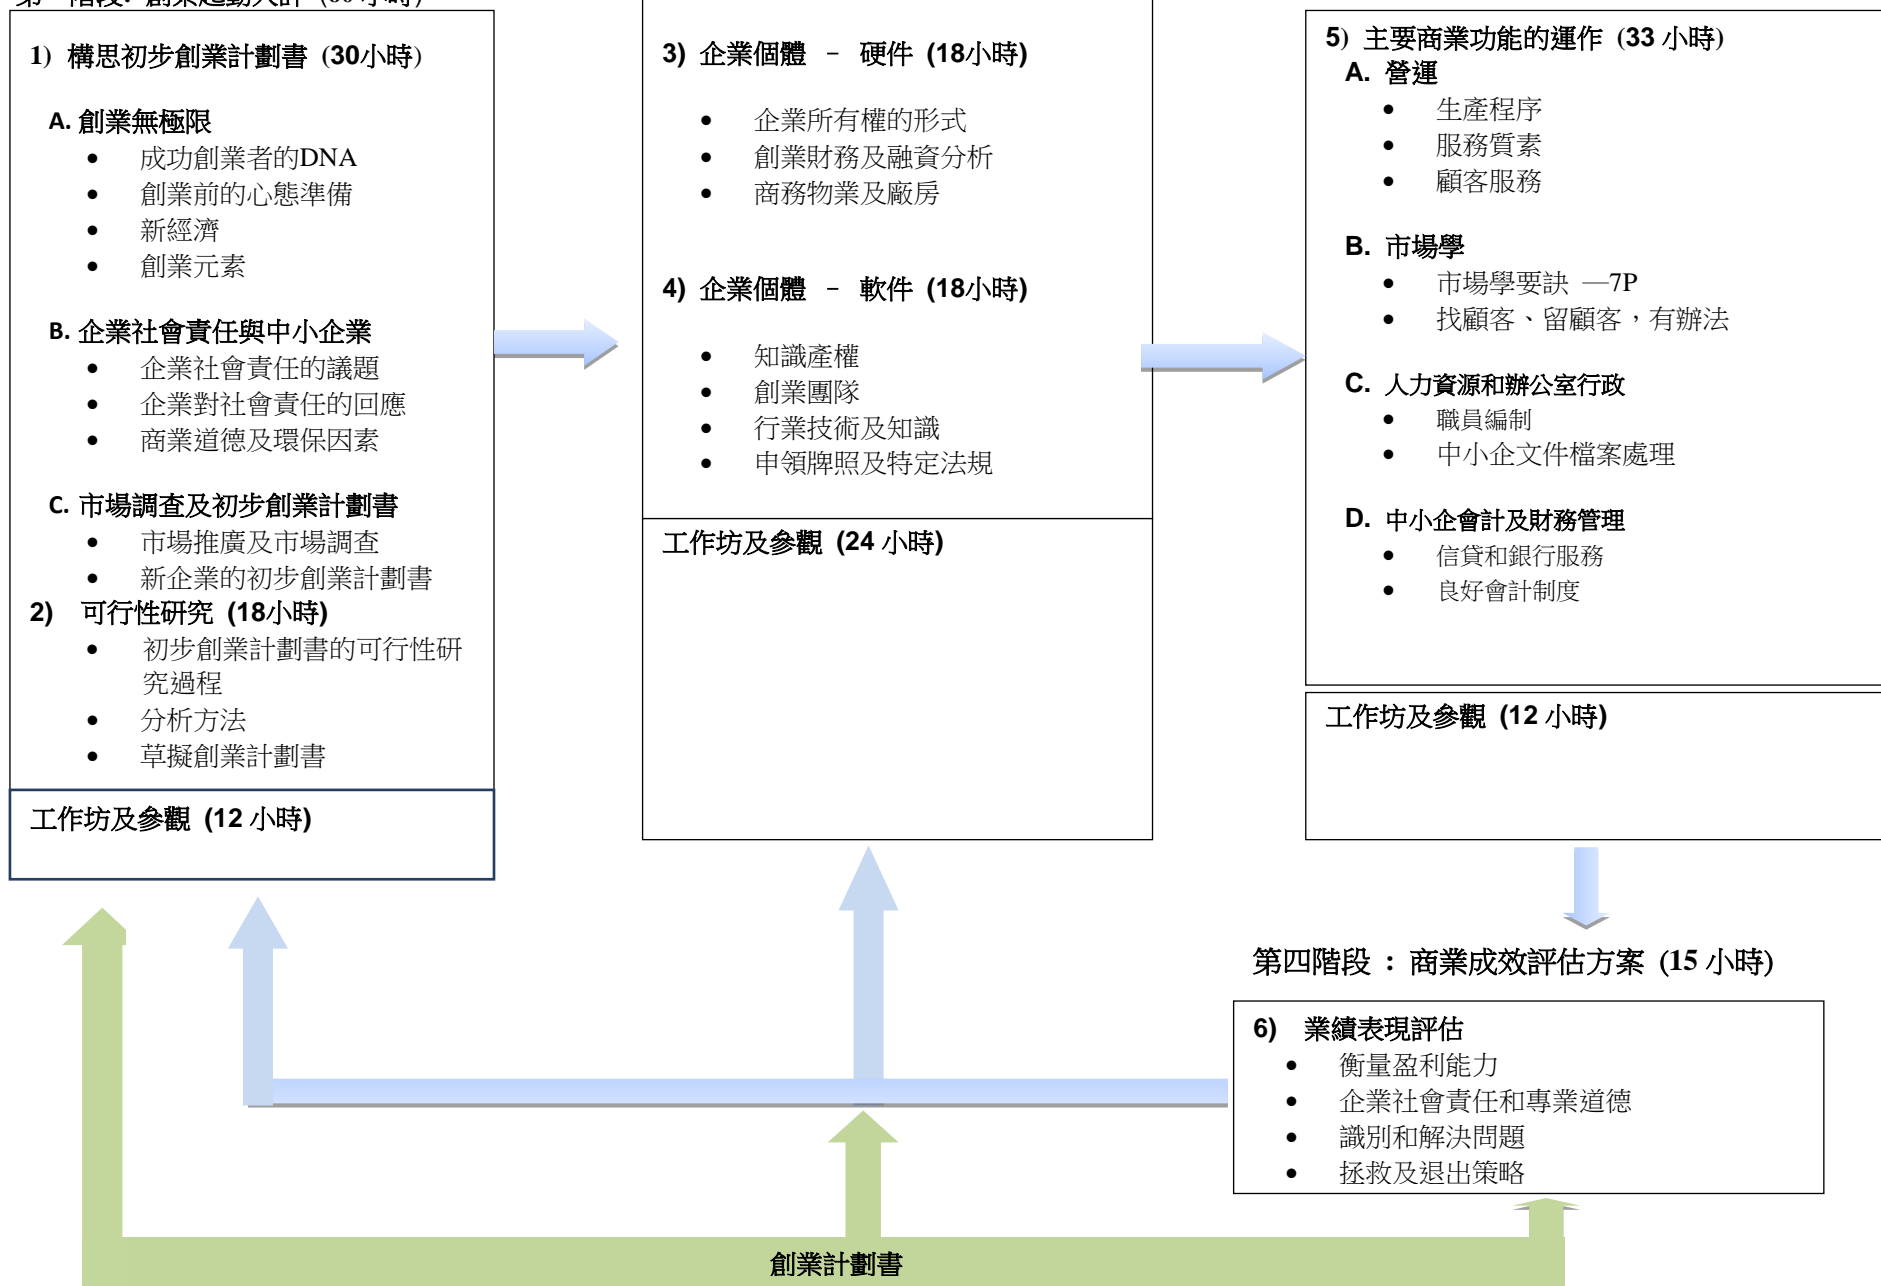 1) 構思初步創業計劃書 (30小時)
A. 創業無極限
• 成功創業者的DNA
• 創業前的心態準備
• 新經濟
• 創業元素
B. 企業社會責任與中小企業
• 企業社會責任的議題
• 企業對社會責任的回應
• 商業道德及環保因素
C. 市場調查及初步創業計劃書
• 市場推廣及市場調查
• 新企業的初步創業計劃書
2) 可行性研究 (18小時)
• 初步創業計劃書的可行性研
究過程
• 分析方法
• 草擬創業計劃書
工作坊及參觀 (12 小時)
3) 企業個體 – 硬件 (18小時)
• 企業所有權的形式
• 創業財務及融資分析
• 商務物業及廠房
4) 企業個體 – 軟件 (18小時)
• 知識產權
• 創業團隊
• 行業技術及知識
• 申領牌照及特定法規
工作坊及參觀 (24 小時)
5) 主要商業功能的運作 (33 小時)
A. 營運
• 生產程序
• 服務質素
• 顧客服務
B. 市場學
• 市場學要訣 —7P
• 找顧客、留顧客，有辦法
C. 人力資源和辦公室行政
• 職員編制
• 中小企文件檔案處理
D. 中小企會計及財務管理
• 信貸和銀行服務
• 良好會計制度
工作坊及參觀 (12 小時)
第四階段 : 商業成效評估方案 (15 小時)
6) 業績表現評估
• 衡量盈利能力
• 企業社會責任和專業道德
• 識別和解決問題
• 拯救及退出策略
創業計劃書